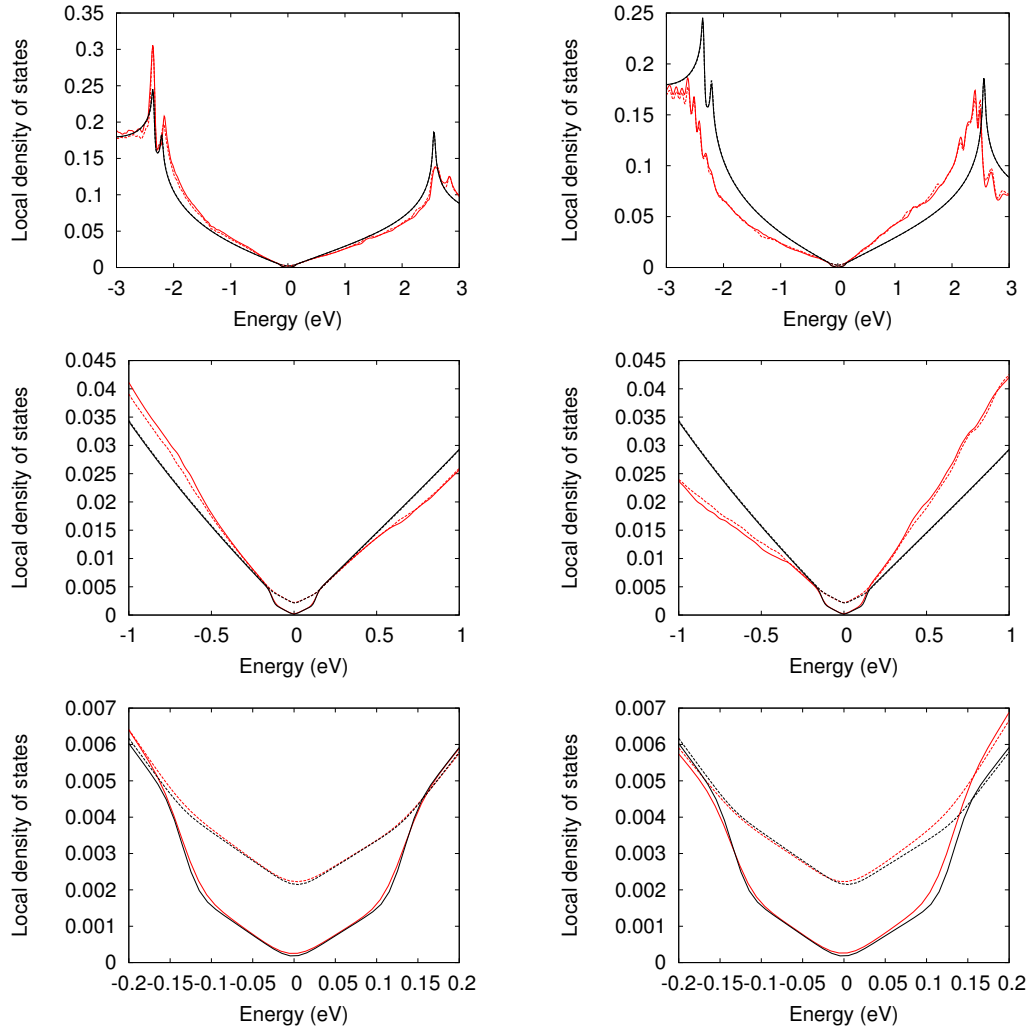 Local density of states
0.35
0.3
0.25
0.2
0.15
0.1
0.05
0
-3 -2 -1 0 1 2 3
Energy (eV)
Local density of states
0.25
0.2
0.15
0.1
0.05
0
-3 -2 -1 0 1 2 3
Energy (eV)
Local density of states
0.045
0.04
0.035
0.03
0.025
0.02
0.015
0.01
0.005
0
-1 -0.5 0 0.5 1
Energy (eV)
Local density of states
0.045
0.04
0.035
0.03
0.025
0.02
0.015
0.01
0.005
0
-1 -0.5 0 0.5 1
Energy (eV)
Local density of states
0.007
0.006
0.005
0.004
0.003
0.002
0.001
0
-0.2 -0.15 -0.1 -0.05 0 0.05 0.1 0.15 0.2
Energy (eV)
Local density of states
0.007
0.006
0.005
0.004
0.003
0.002
0.001
0
-0.2 -0.15 -0.1 -0.05 0 0.05 0.1 0.15 0.2
Energy (eV)